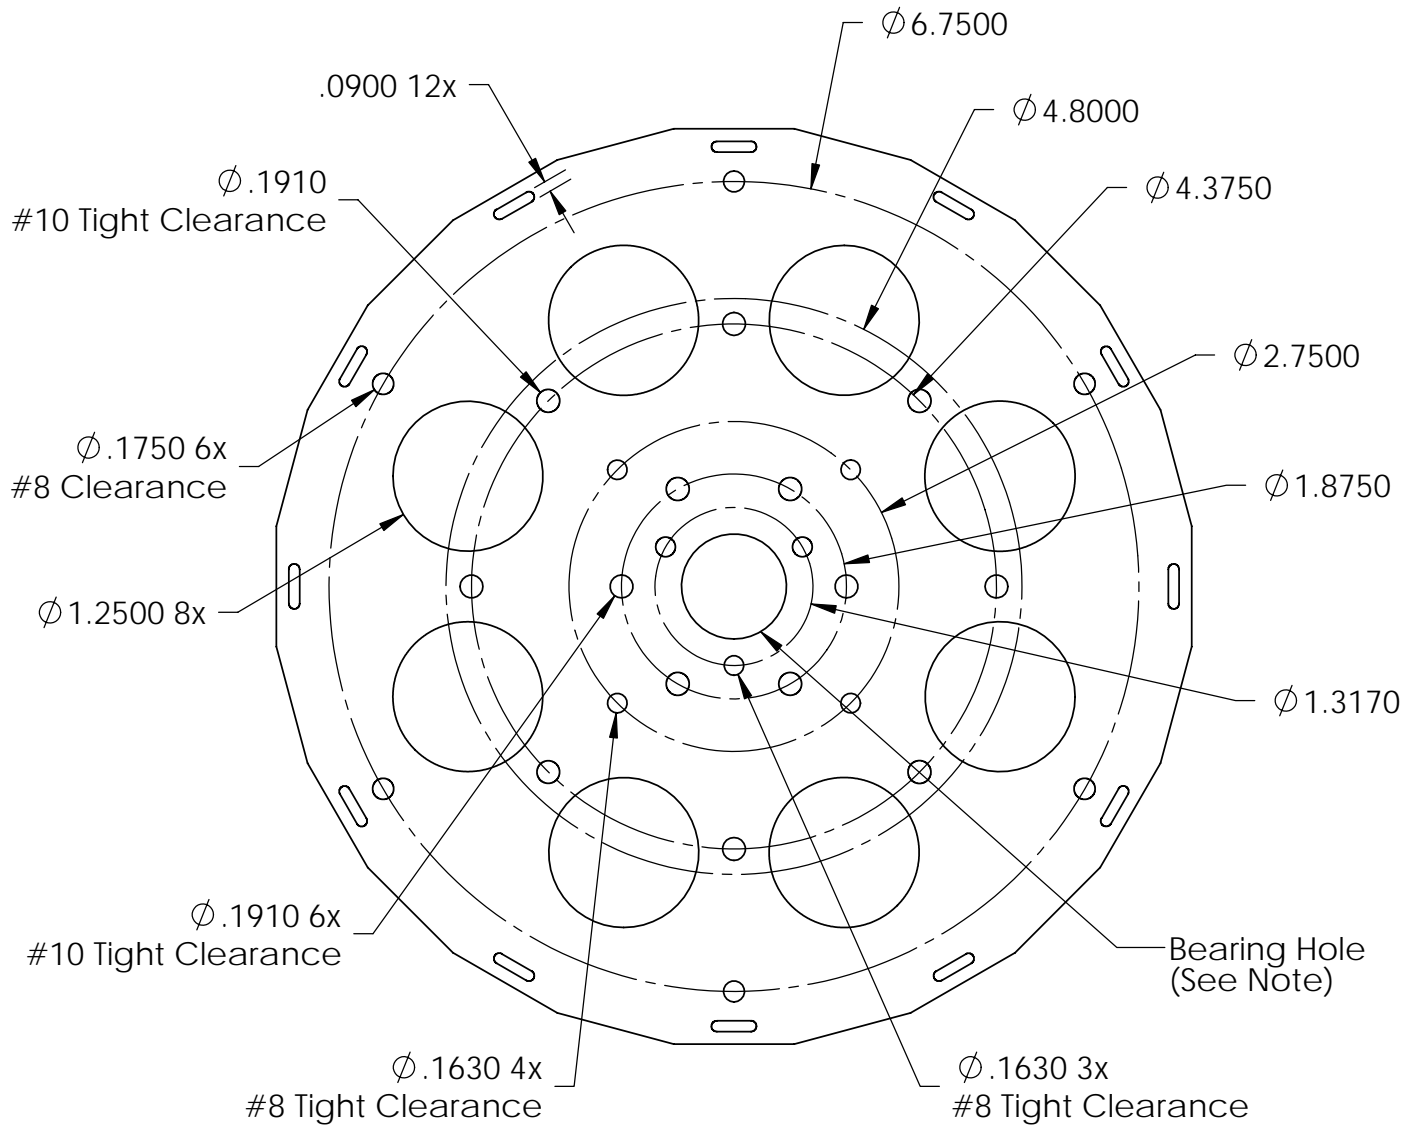 ∅6.7500
.0900 12x
∅4.8000
∅.1910
#10 Tight Clearance
∅4.3750
∅2.7500
∅.1750 6x
#8 Clearance
∅1.8750
∅1.2500 8x
∅1.3170
∅.1910 6x
#10 Tight Clearance
Bearing Hole
(See Note)
∅.1630 4x
#8 Tight Clearance
∅.1630 3x
#8 Tight Clearance